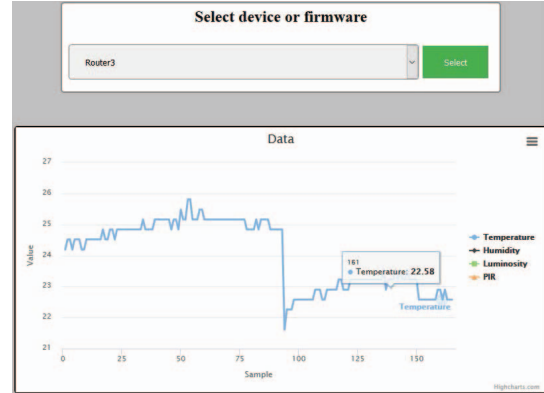 Select device or firmware
Router3
Select
Data
27
26
25
24
23
22
21
Value
161
Temperature: 22.58
Temperature
0
25
50
75
100
125
150
Sample
Temperature
Humidity
Luminosity
PIR
Highcharts.com